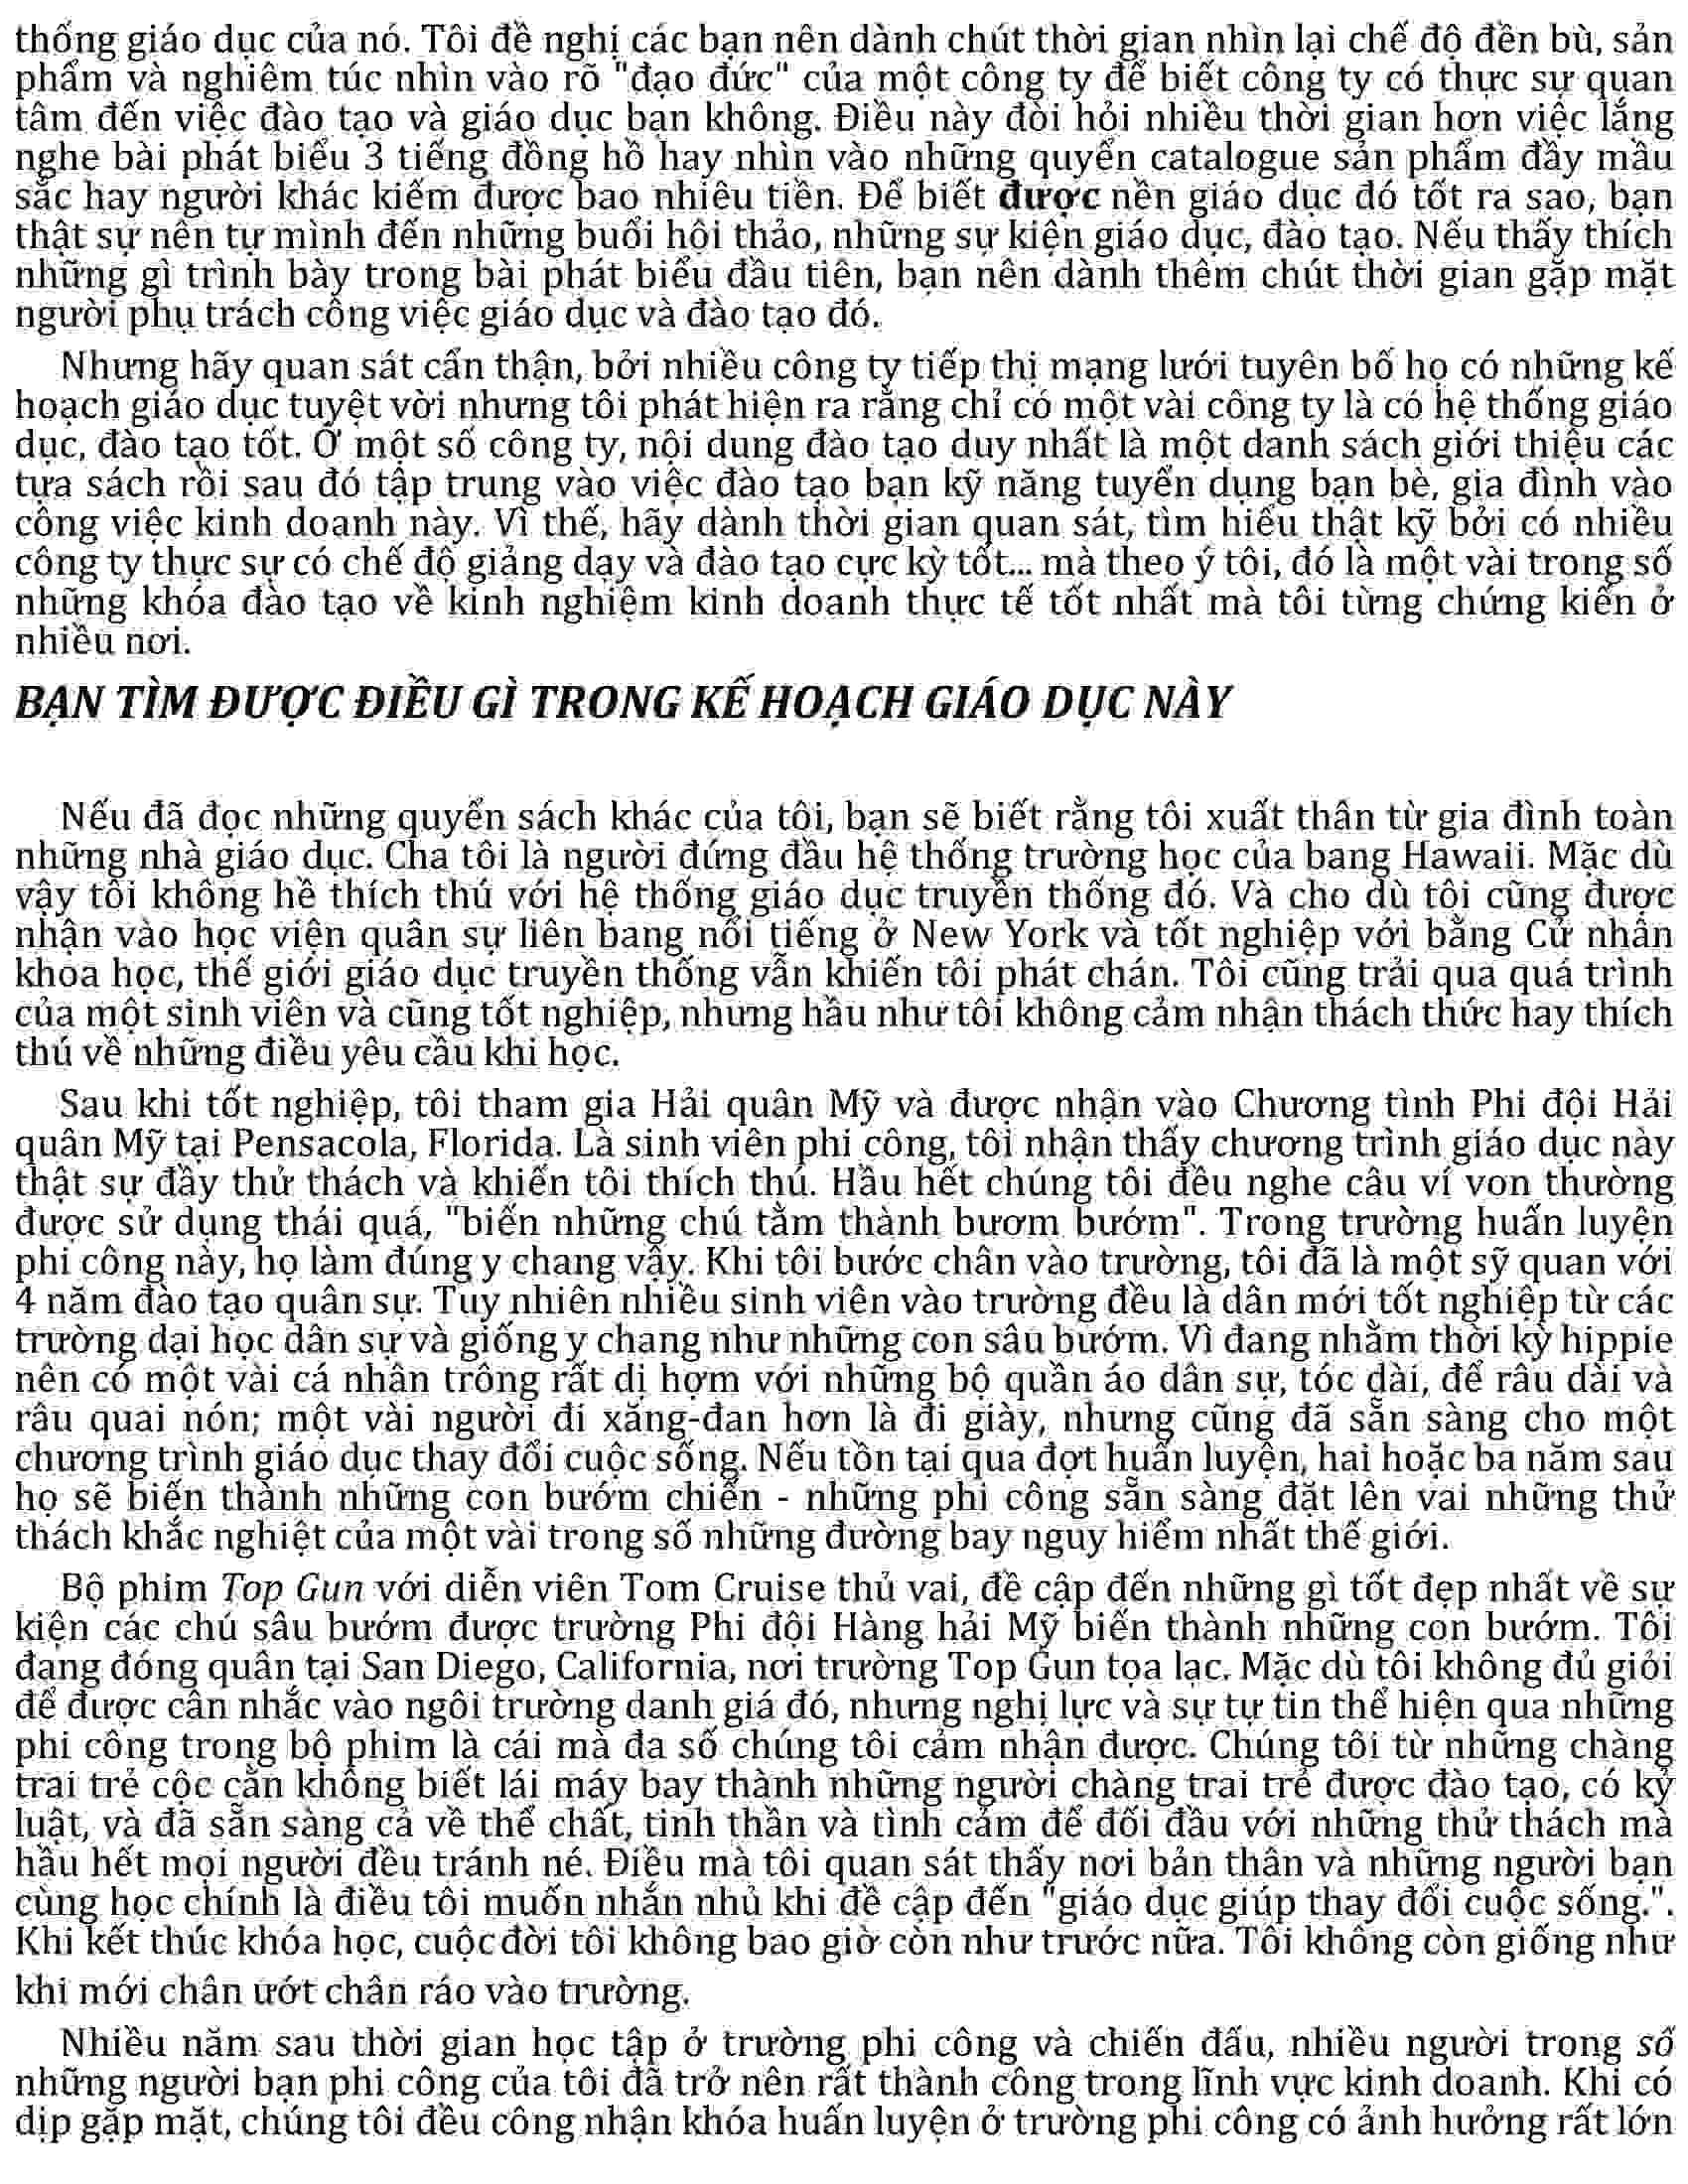 thống giáo dục của nó. Tôi đề nghị các bạn nên dành chút thời gian nhìn lại chế độ đền bù, sản
phẩm và nghiêm túc nhìn vào rõ "đạo đức" của một công ty để biết công ty có thực sự quan
tâm đến việc đào tạo và giáo dục bạn không. Điều này đòi hỏi nhiều thời gian hơn việc lắng
nghe bài phát biểu 3 tiếng đồng hồ hay nhìn vào những quyển catalogue sản phẩm đầy mầu
sắc hay người khác kiếm được bao nhiêu tiền. Để biết được nền giáo dục đó tốt ra sao, bạn
thật sự nên tự mình đến những buổi hội thảo, những sự kiện giáo dục, đào tạo. Nếu thấy thích
những gì trình bày trong bài phát biểu đầu tiên, bạn nên dành thêm chút thời gian gặp mặt
người phụ trách công việc giáo dục và đào tạo đó.
Nhưng hãy quan sát cẩn thận, bởi nhiều công ty tiếp thị mạng lưới tuyên bố họ có những kế
hoạch giáo dục tuyệt vời nhưng tôi phát hiện ra rằng chỉ có một vài công ty là có hệ thống giáo
dục, đào tạo tốt. Ở một số công ty, nội dung đào tạo duy nhất là một danh sách giới thiệu các
tựa sách rồi sau đó tập trung vào việc đào tạo bạn kỹ năng tuyển dụng bạn bè, gia đình vào
công việc kinh doanh này. Vì thế, hãy dành thời gian quan sát, tìm hiểu thật kỹ bởi có nhiều
công ty thực sự có chế độ giảng dạy và đào tạo cực kỳ tốt... mà theo ý tôi, đó là một vài trong số
những khóa đào tạo về kinh nghiệm kinh doanh thực tế tốt nhất mà tôi từng chứng kiến ở
nhiều nơi.
BẠN TÌM ĐƯỢC ĐIỀU GÌ TRONG KẾ HOẠCH GIÁO DỤC NÀY
Nếu đã đọc những quyển sách khác của tôi, bạn sẽ biết rằng tôi xuất thân từ gia đình toàn
những nhà giáo dục. Cha tôi là người đứng đầu hệ thống trường học của bang Hawaii. Mặc dù
vậy tôi không hề thích thú với hệ thống giáo dục truyền thống đó. Và cho dù tôi cũng được
nhận vào học viện quân sự liên bang nổi tiếng ở New York và tốt nghiệp với bằng Cử nhân
khoa học, thế giới giáo dục truyền thống vẫn khiến tôi phát chán. Tôi cũng trải qua quá trình
của một sinh viên và cũng tốt nghiệp, nhưng hầu như tôi không cảm nhận thách thức hay thích
thú về những điều yêu cầu khi học.
Sau khi tốt nghiệp, tôi tham gia Hải quân Mỹ và được nhận vào Chương tình Phi đội Hải
quân Mỹ tại Pensacola, Florida. Là sinh viên phi công, tôi nhận thấy chương trình giáo dục này
thật sự đầy thử thách và khiến tôi thích thú. Hầu hết chúng tôi đều nghe câu ví von thường
được sử dụng thái quá, "biến những chú tằm thành bươm bướm". Trong trường huấn luyện
phi công này, họ làm đúng y chang vậy. Khi tôi bước chân vào trường, tôi đã là một sỹ quan với
4 năm đào tạo quân sự. Tuy nhiên nhiều sinh viên vào trường đều là dân mới tốt nghiệp từ các
trường dại học dân sự và giống y chang như những con sâu bướm. Vì đang nhằm thời kỳ hippie
nên có một vài cá nhân trông rất dị hợm với những bộ quần áo dân sự, tóc dài, để râu dài và
râu quai nón; một vài người đi xăng-đan hơn là đi giày, nhưng cũng đã sẵn sàng cho một
chương trình giáo dục thay đổi cuộc sống. Nếu tồn tại qua đợt huấn luyện, hai hoặc ba năm sau
họ sẽ biến thành những con bướm chiến - những phi công sẵn sàng đặt lên vai những thử
thách khắc nghiệt của một vài trong số những đường bay nguy hiểm nhất thế giới.
Bộ phim Top Gun với diễn viên Tom Cruise thủ vai, đề cập đến những gì tốt đẹp nhất về sự
kiện các chú sâu bướm được trường Phi đội Hàng hải Mỹ biến thành những con bướm. Tôi
đang đóng quân tại San Diego, California, nơi trường Top Gun tọa lạc. Mặc dù tôi không đủ giỏi
để được cân nhắc vào ngôi trường danh giá đó, nhưng nghị lực và sự tự tin thể hiện qua những
phi công trong bộ phim là cái mà đa số chúng tôi cảm nhận được. Chúng tôi từ những chàng
trai trẻ cộc cằn không biết lái máy bay thành những người chàng trai trẻ được đào tạo, có kỷ
luật, và đã sẵn sàng cả về thể chất, tinh thần và tình cảm để đối đầu với những thử thách mà
hầu hết mọi người đều tránh né. Điều mà tôi quan sát thấy nơi bản thân và những người bạn
cùng học chính là điều tôi muốn nhắn nhủ khi đề cập đến "giáo dục giúp thay đổi cuộc sống.".
Khi kết thúc khóa học, cuộc đời tôi không bao giờ còn như trước nữa. Tôi không còn giống như
khi mới chân ướt chân ráo vào trường.
Nhiều năm sau thời gian học tập ở trường phi công và chiến đấu, nhiều người trong số
những người bạn phi công của tôi đã trở nên rất thành công trong lĩnh vực kinh doanh. Khi có
dịp gặp mặt, chúng tôi đều công nhận khóa huấn luyện ở trường phi công có ảnh hưởng rất lớn